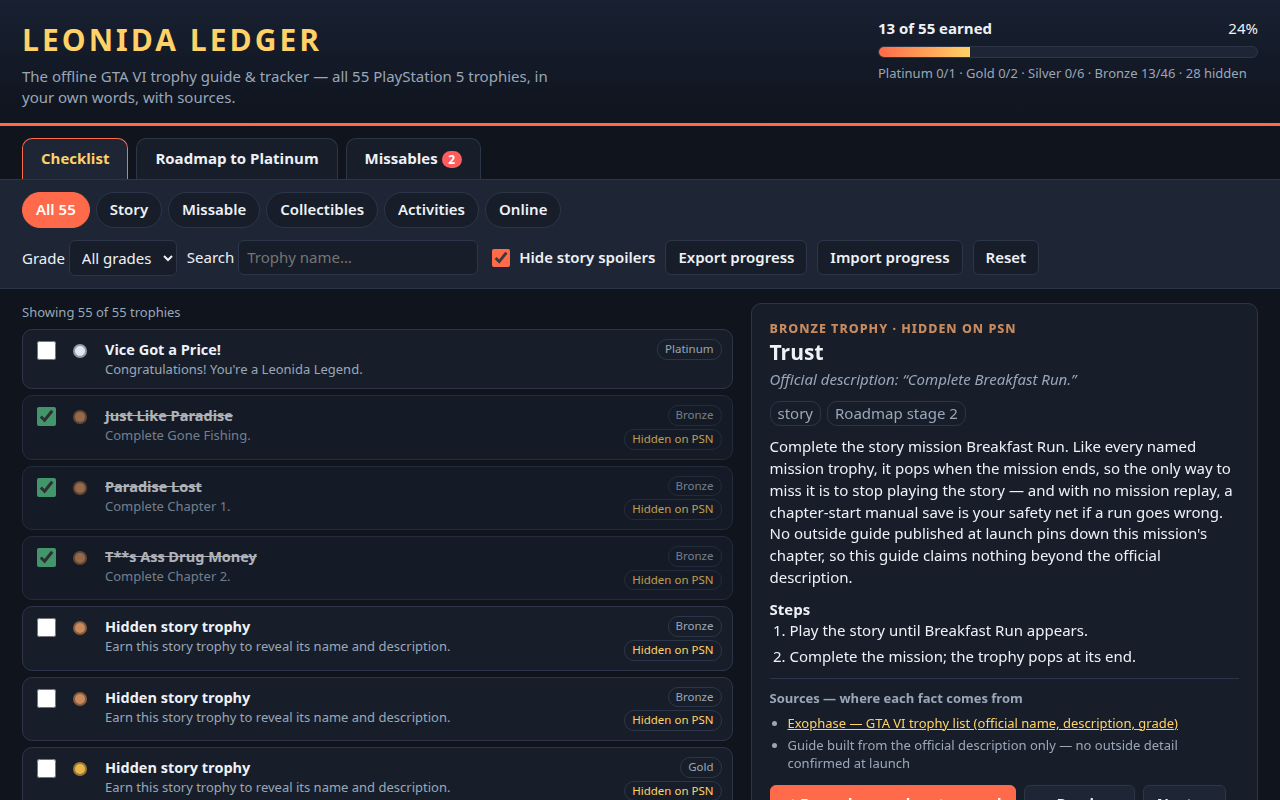 LEONIDA LEDGER
The offline GTA VI trophy guide & tracker — all 55 PlayStation 5 trophies, in
your own words, with sources.
13 of 55 earned 24%
Platinum 0/1 · Gold 0/2 · Silver 0/6 · Bronze 13/46 · 28 hidden
Checklist Roadmap to Platinum Missables 2
All 55 Story Missable Collectibles Activities Online
Grade All grades Search Trophy name... Hide story spoilers Export progress Import progress Reset
Showing 55 of 55 trophies
Vice Got a Price! Platinum
Congratulations! You're a Leonida Legend.
Just Like Paradise Bronze
Complete Gone Fishing. Hidden on PSN
Paradise Lost Bronze
Complete Chapter 1. Hidden on PSN
T**s Ass Drug Money Bronze
Complete Chapter 2. Hidden on PSN
Hidden story trophy Bronze
Earn this story trophy to reveal its name and description. Hidden on PSN
Hidden story trophy Bronze
Earn this story trophy to reveal its name and description. Hidden on PSN
Hidden story trophy Gold
Earn this story trophy to reveal its name and description. Hidden on PSN
BRONZE TROPHY · HIDDEN ON PSN
Trust
Official description: “Complete Breakfast Run.”
story Roadmap stage 2
Complete the story mission Breakfast Run. Like every named
mission trophy, it pops when the mission ends, so the only way to
miss it is to stop playing the story — and with no mission replay, a
chapter-start manual save is your safety net if a run goes wrong.
No outside guide published at launch pins down this mission's
chapter, so this guide claims nothing beyond the official
description.
Steps
1. Play the story until Breakfast Run appears.
2. Complete the mission; the trophy pops at its end.
Sources — where each fact comes from
Exophase — GTA VI trophy list (official name, description, grade)
Guide built from the official description only — no outside detail
confirmed at launch